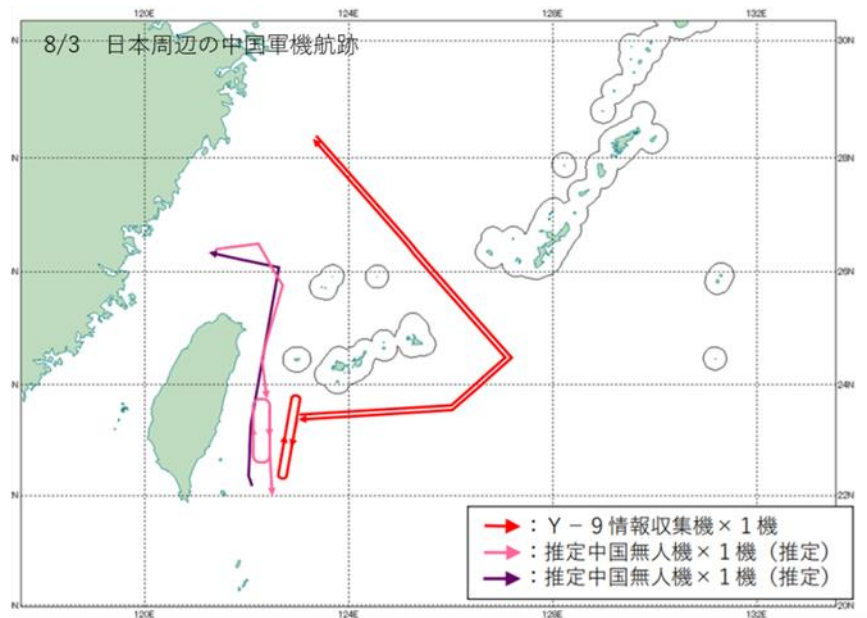 120E 124E 128E 132E
8/3 日本周辺の中国軍機航跡
N 30N
N 28N
N 26N
N 24N
N 22N
:Y-9情報収集機×1機
:推定中国無人機×1機(推定)
:推定中国無人機×1機(推定)
N 20N
120E 124E 128E 132E